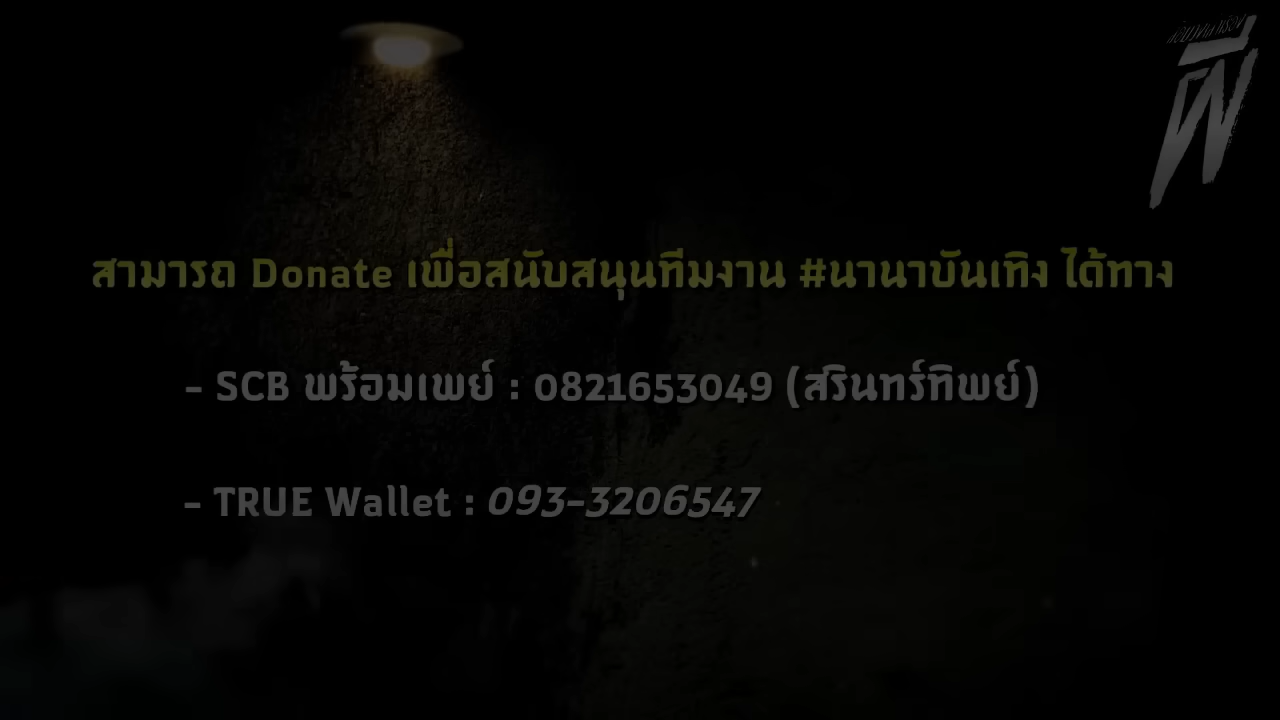 ผี
สามารถ Donate เพื่อสนับสนุนทีมงาน #นานาบันเทิง ได้ทาง
- SCB พร้อมเพย์ : 0821653049 (สรินทร์ทิพย์)
- TRUE Wallet : 093-3206547